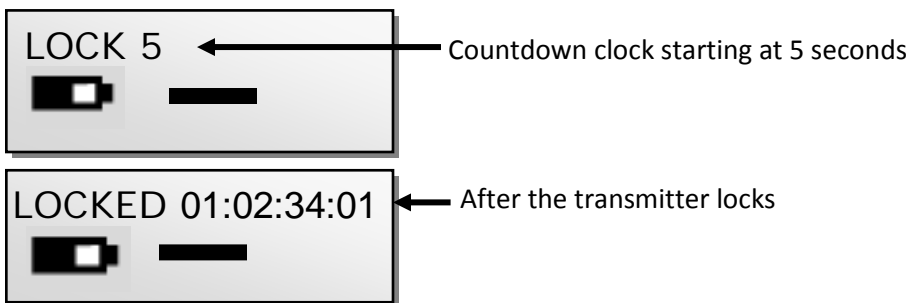 LOCK 5
Countdown clock starting at 5 seconds
LOCKED 01:02:34:01
After the transmitter locks